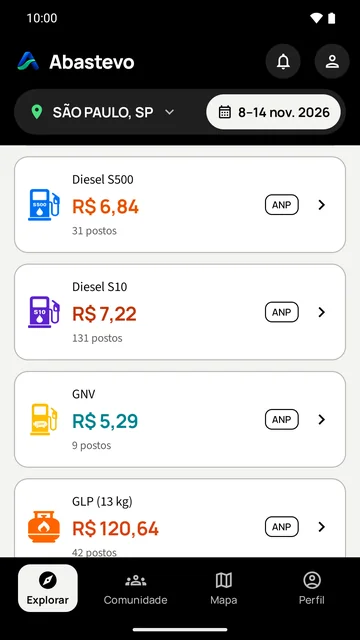 10:00
Abastevo
SÃO PAULO, SP
8–14 nov. 2026
Diesel S500
S500
R$ 6,84
ANP
31 postos
Diesel S10
S10
R$ 7,22
ANP
131 postos
GNV
R$ 5,29
ANP
9 postos
GLP (13 kg)
R$ 120,64
ANP
42 postos
Explorar
Comunidade
Mapa
Perfil